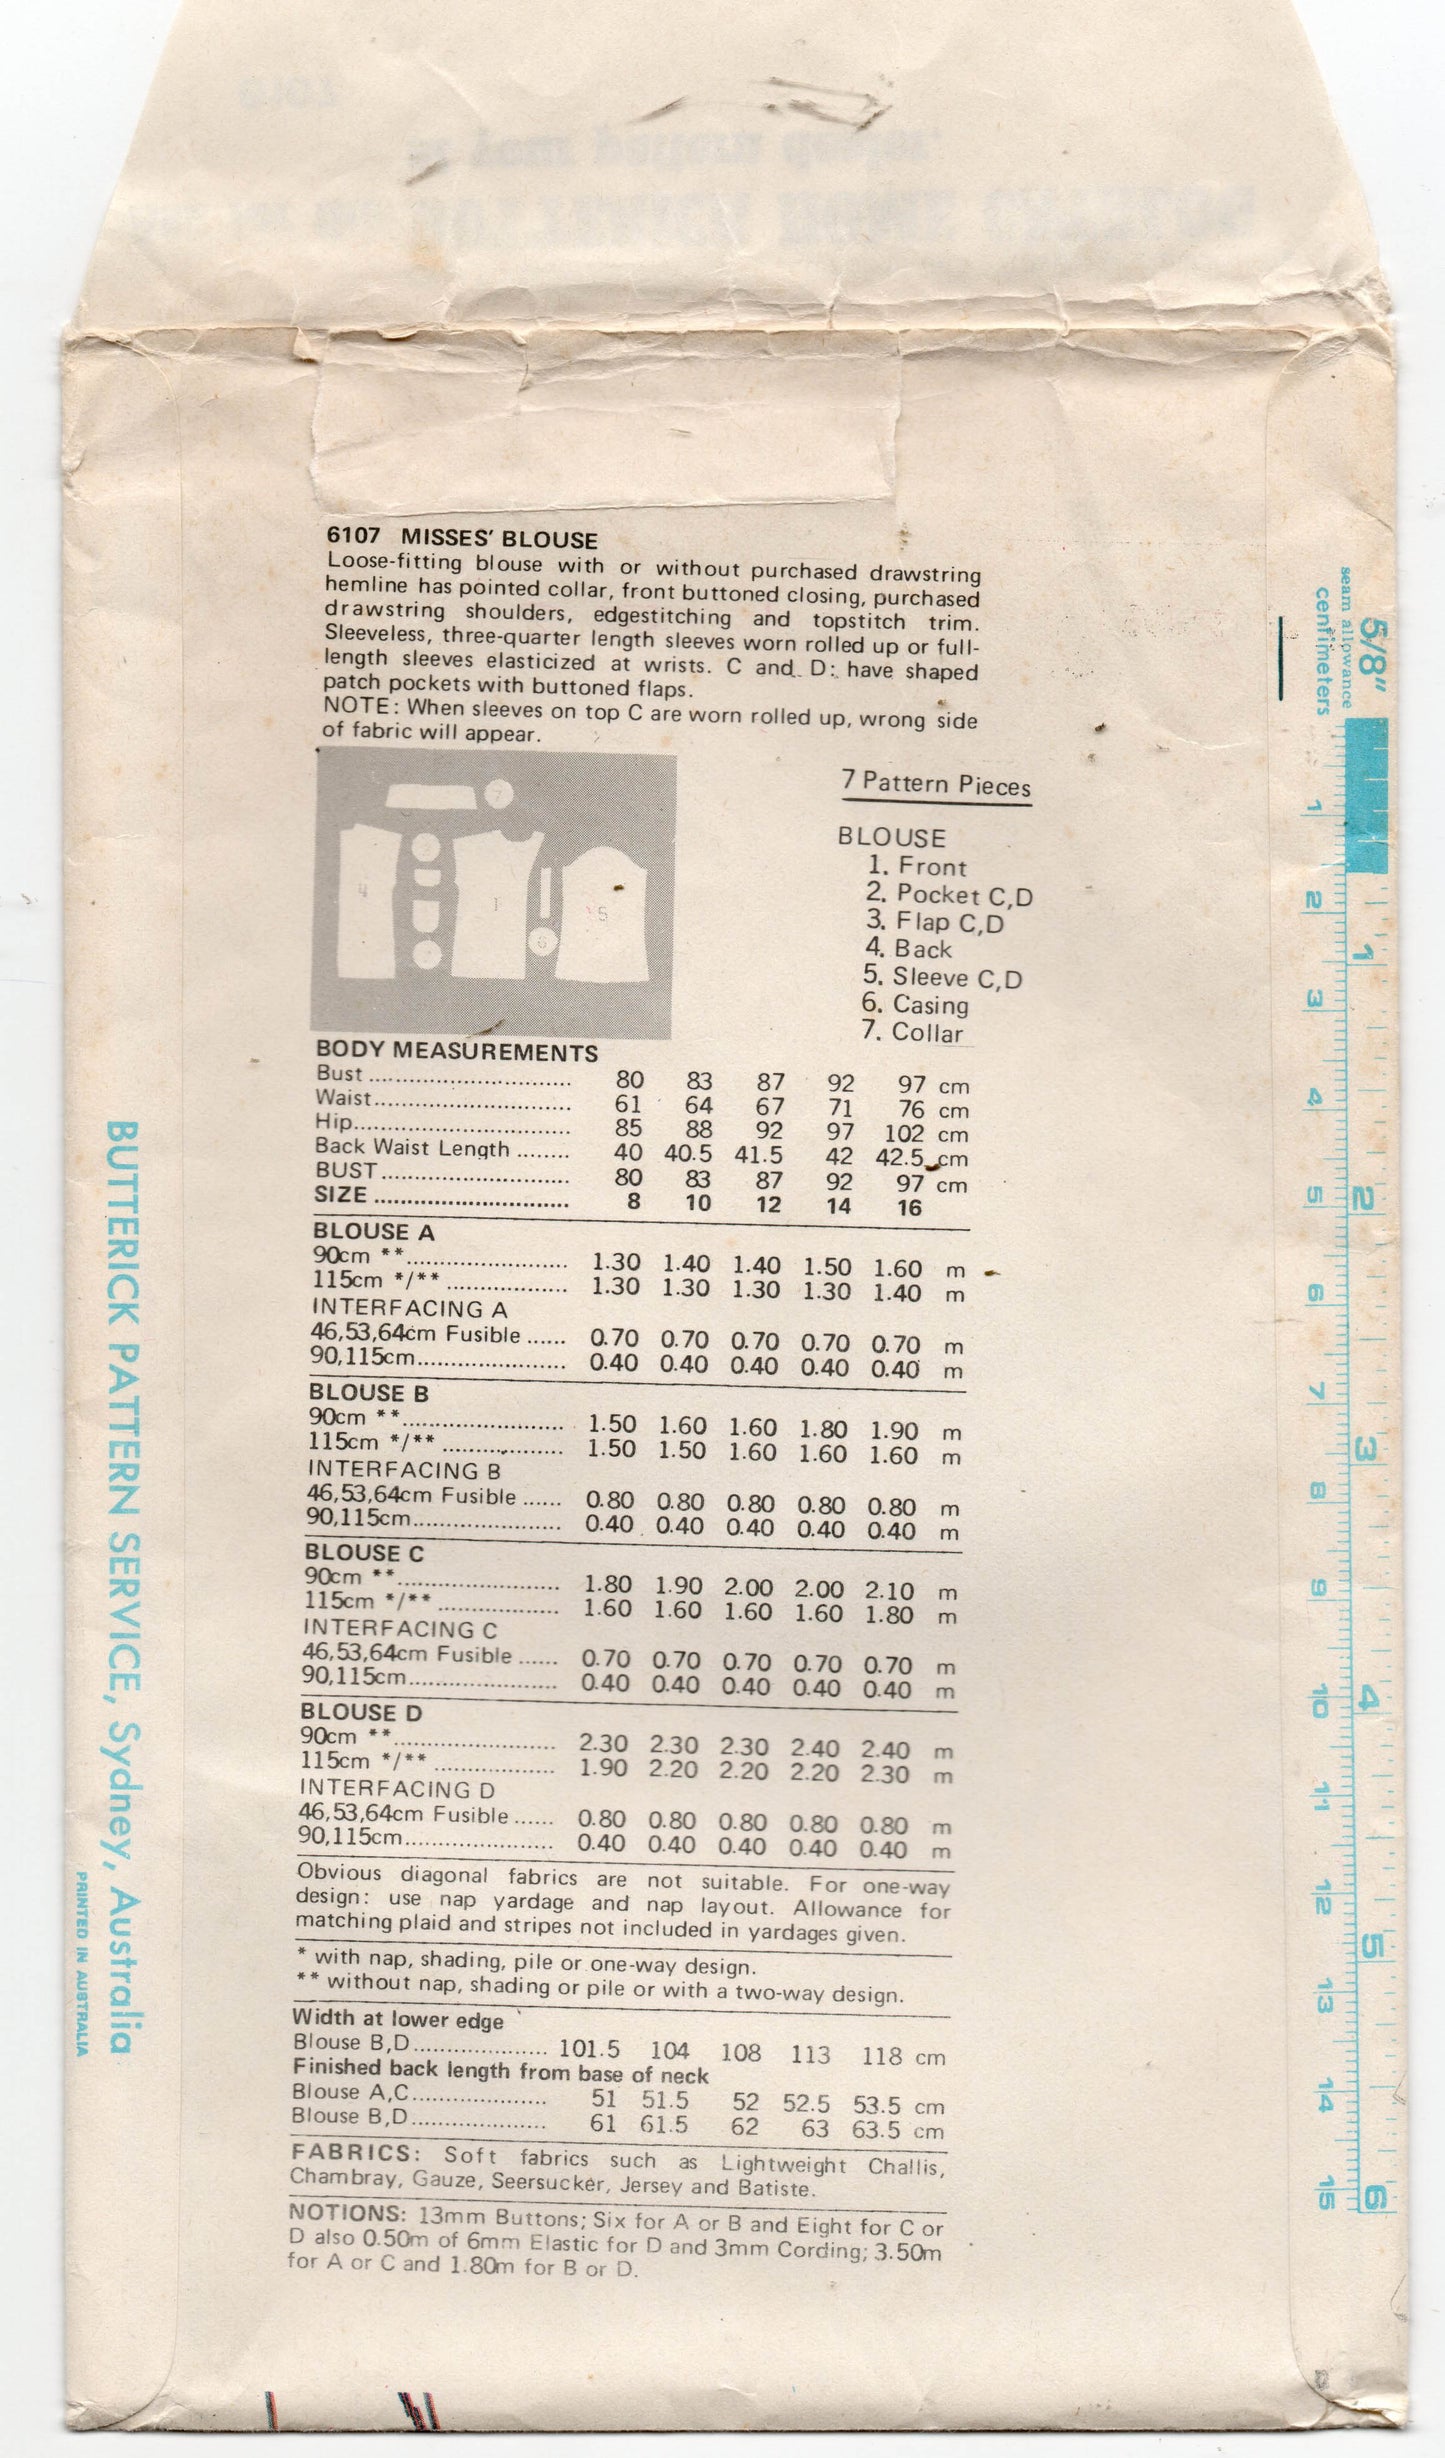 6107 MISSES' BLOUSE
Loose-fitting blouse with or without purchased drawstring
hemline has pointed collar, front buttoned closing, purchased
drawstring shoulders, edgestitching and topstitch trim.
Sleeveless, three-quarter length sleeves worn rolled up or full-
length sleeves elasticized at wrists. C and D: have shaped
patch pockets with buttoned flaps.
NOTE: When sleeves on top C are worn rolled up, wrong side
of fabric will appear.
7
4
1
5
6
7 Pattern Pieces
BLOUSE
1. Front
2. Pocket C,D
3. Flap C,D
4. Back
5. Sleeve C,D
6. Casing
7. Collar
BODY MEASUREMENTS
Bust .............................. 80 83 87 92 97 cm
Waist.............................. 61 64 67 71 76 cm
Hip................................. 85 88 92 97 102 cm
Back Waist Length ........ 40 40.5 41.5 42 42.5 cm
BUST ............................ 80 83 87 92 97 cm
SIZE ............................. 8 10 12 14 16
BLOUSE A
90cm **........................ 1.30 1.40 1.40 1.50 1.60 m
115cm */** .................. 1.30 1.30 1.30 1.30 1.40 m
INTERFACING A
46,53,64cm Fusible ...... 0.70 0.70 0.70 0.70 0.70 m
90,115cm...................... 0.40 0.40 0.40 0.40 0.40 m
BLOUSE B
90cm **........................ 1.50 1.60 1.60 1.80 1.90 m
115cm */** .................. 1.50 1.50 1.60 1.60 1.60 m
INTERFACING B
46,53,64cm Fusible ...... 0.80 0.80 0.80 0.80 0.80 m
90,115cm...................... 0.40 0.40 0.40 0.40 0.40 m
BLOUSE C
90cm **........................ 1.80 1.90 2.00 2.00 2.10 m
115cm */** .................. 1.60 1.60 1.60 1.60 1.80 m
INTERFACING C
46,53,64cm Fusible ...... 0.70 0.70 0.70 0.70 0.70 m
90,115cm...................... 0.40 0.40 0.40 0.40 0.40 m
BLOUSE D
90cm **........................ 2.30 2.30 2.30 2.40 2.40 m
115cm */** .................. 1.90 2.20 2.20 2.20 2.30 m
INTERFACING D
46,53,64cm Fusible ...... 0.80 0.80 0.80 0.80 0.80 m
90,115cm...................... 0.40 0.40 0.40 0.40 0.40 m
Obvious diagonal fabrics are not suitable. For one-way
design: use nap yardage and nap layout. Allowance for
matching plaid and stripes not included in yardages given.
* with nap, shading, pile or one-way design.
** without nap, shading or pile or with a two-way design.
Width at lower edge
Blouse B,D.................... 101.5 104 108 113 118 cm
Finished back length from base of neck
Blouse A,C.................... 51 51.5 52 52.5 53.5 cm
Blouse B,D.................... 61 61.5 62 63 63.5 cm
FABRICS: Soft fabrics such as Lightweight Challis,
Chambray, Gauze, Seersucker, Jersey and Batiste.
NOTIONS: 13mm Buttons; Six for A or B and Eight for C or
D also 0.50m of 6mm Elastic for D and 3mm Cording; 3.50m
for A or C and 1.80m for B or D.
BUTTERICK PATTERN SERVICE, Sydney, Australia
PRINTED IN AUSTRALIA
5/8"
seam allowance
centimeters
1
2
3
4
5
6
7
8
9
10
11
12
13
14
15
1
2
3
4
5
6